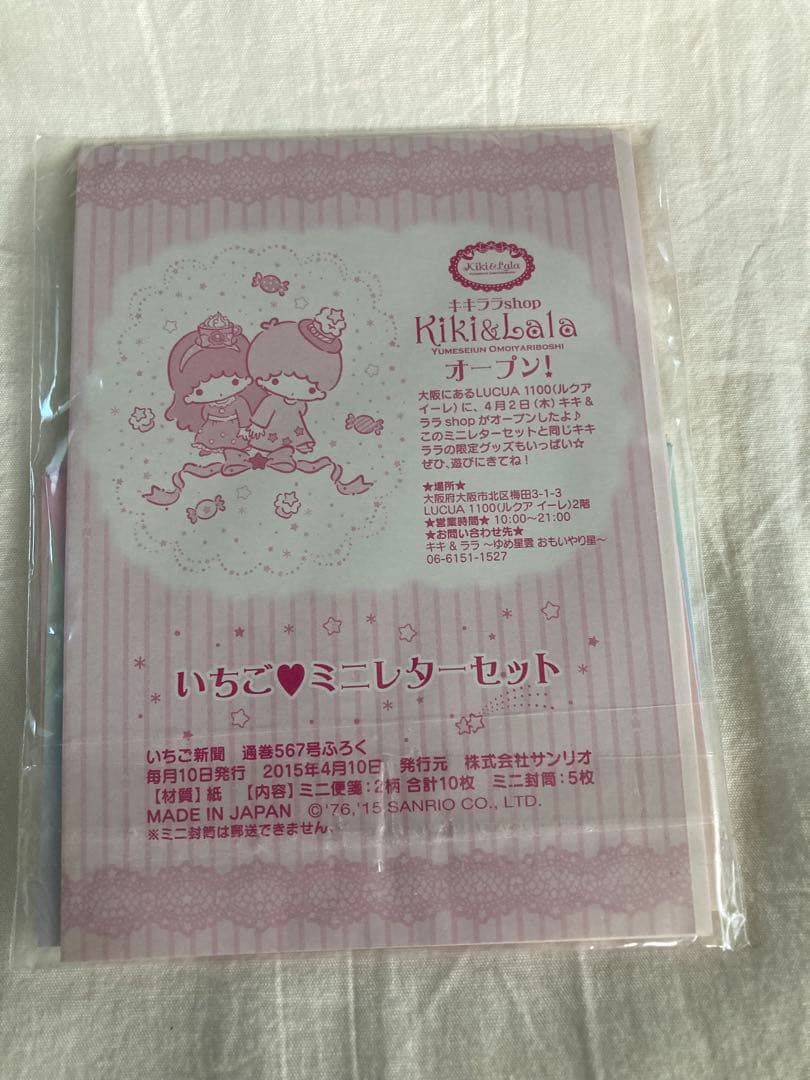 Kiki&Lala
YUMESEIUN OMOIYARIBOSHI
キキララshop
Kiki&Lala
YUMESEIUN OMOIYARIBOSHI
オープン!
大阪にあるLUCUA 1100(ルクア
イーレ)に、4月2日(木)キキ&
ララshopがオープンしたよ♪
このミニレターセットと同じキキ
ララの限定グッズもいっぱい☆
ぜひ、遊びにきてね!
★場所★
大阪府大阪市北区梅田3-1-3
LUCUA 1100(ルクア イーレ)2階
★営業時間★ 10:00〜21:00
★お問い合わせ先★
キキ & ララ 〜ゆめ星雲 おもいやり星〜
06-6151-1527
いちご♥ミニレターセット
いちご新聞 通巻567号ふろく
毎月10日発行 2015年4月10日 発行元 株式会社サンリオ
【材質】紙 【内容】ミニ便箋:2柄 合計10枚 ミニ封筒:5枚
MADE IN JAPAN ©'76,'15 SANRIO CO., LTD.
※ミニ封筒は郵送できません。